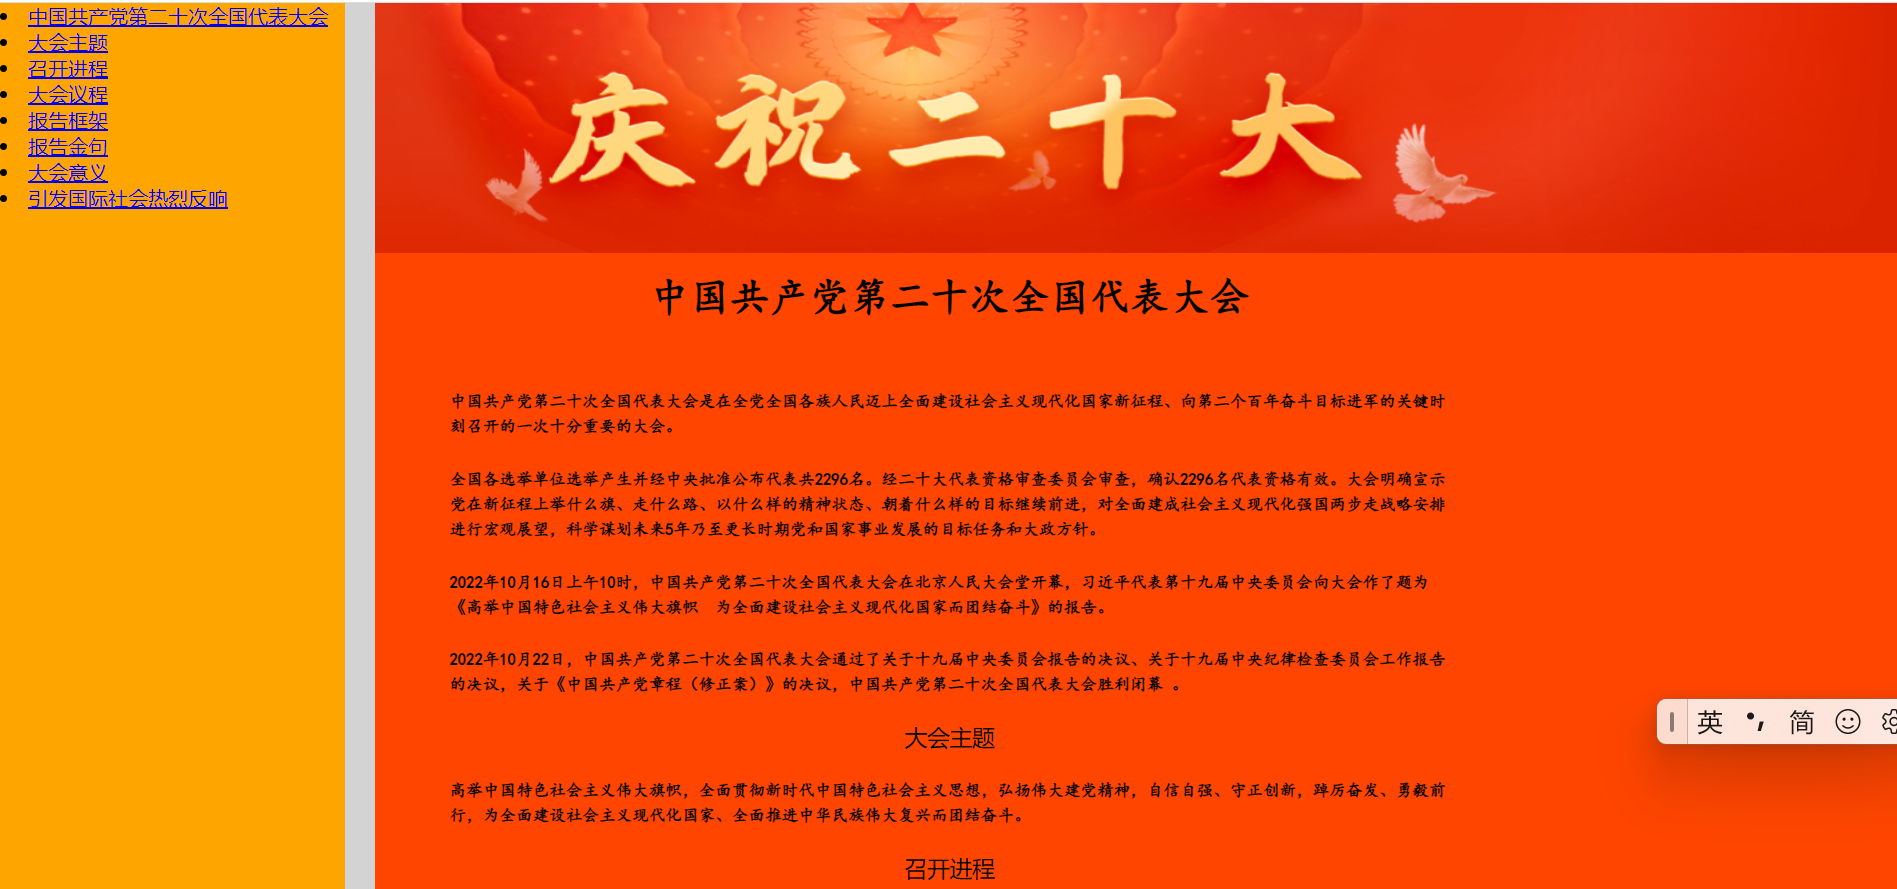 中国共产党第二十次全国代表大会
大会主题
召开进程
大会议程
报告框架
报告金句
大会意义
引发国际社会热烈反响
庆祝二十大
中国共产党第二十次全国代表大会
中国共产党第二十次全国代表大会是在全党全国各族人民迈上全面建设社会主义现代化国家新征程、向第二个百年奋斗目标进军的关键时
刻召开的一次十分重要的大会。
全国各选举单位选举产生并经中央批准公布代表共2296名。经二十大代表资格审查委员会审查，确认2296名代表资格有效。大会明确宣示
党在新征程上举什么旗、走什么路、以什么样的精神状态、朝着什么样的目标继续前进，对全面建成社会主义现代化强国两步走战略安排
进行宏观展望，科学谋划未来5年乃至更长时期党和国家事业发展的目标任务和大政方针。
2022年10月16日上午10时，中国共产党第二十次全国代表大会在北京人民大会堂开幕，习近平代表第十九届中央委员会向大会作了题为
《高举中国特色社会主义伟大旗帜　为全面建设社会主义现代化国家而团结奋斗》的报告。
2022年10月22日，中国共产党第二十次全国代表大会通过了关于十九届中央委员会报告的决议、关于十九届中央纪律检查委员会工作报告
的决议，关于《中国共产党章程（修正案）》的决议，中国共产党第二十次全国代表大会胜利闭幕 。
大会主题
高举中国特色社会主义伟大旗帜，全面贯彻新时代中国特色社会主义思想，弘扬伟大建党精神，自信自强、守正创新，踔厉奋发、勇毅前
行，为全面建设社会主义现代化国家、全面推进中华民族伟大复兴而团结奋斗。
英 简
召开进程